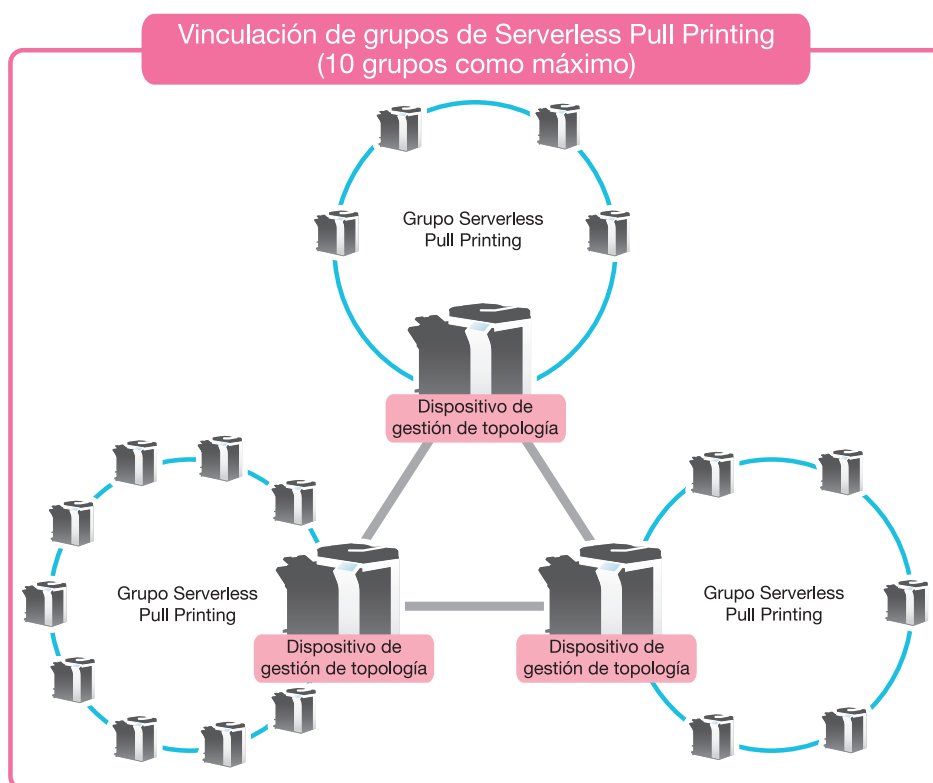 Vinculación de grupos de Serverless Pull Printing
(10 grupos como máximo)
Grupo Serverless
Pull Printing
Dispositivo de
gestión de topología
Grupo Serverless
Pull Printing
Dispositivo de
gestión de topología
Grupo Serverless
Pull Printing
Dispositivo de
gestión de topología